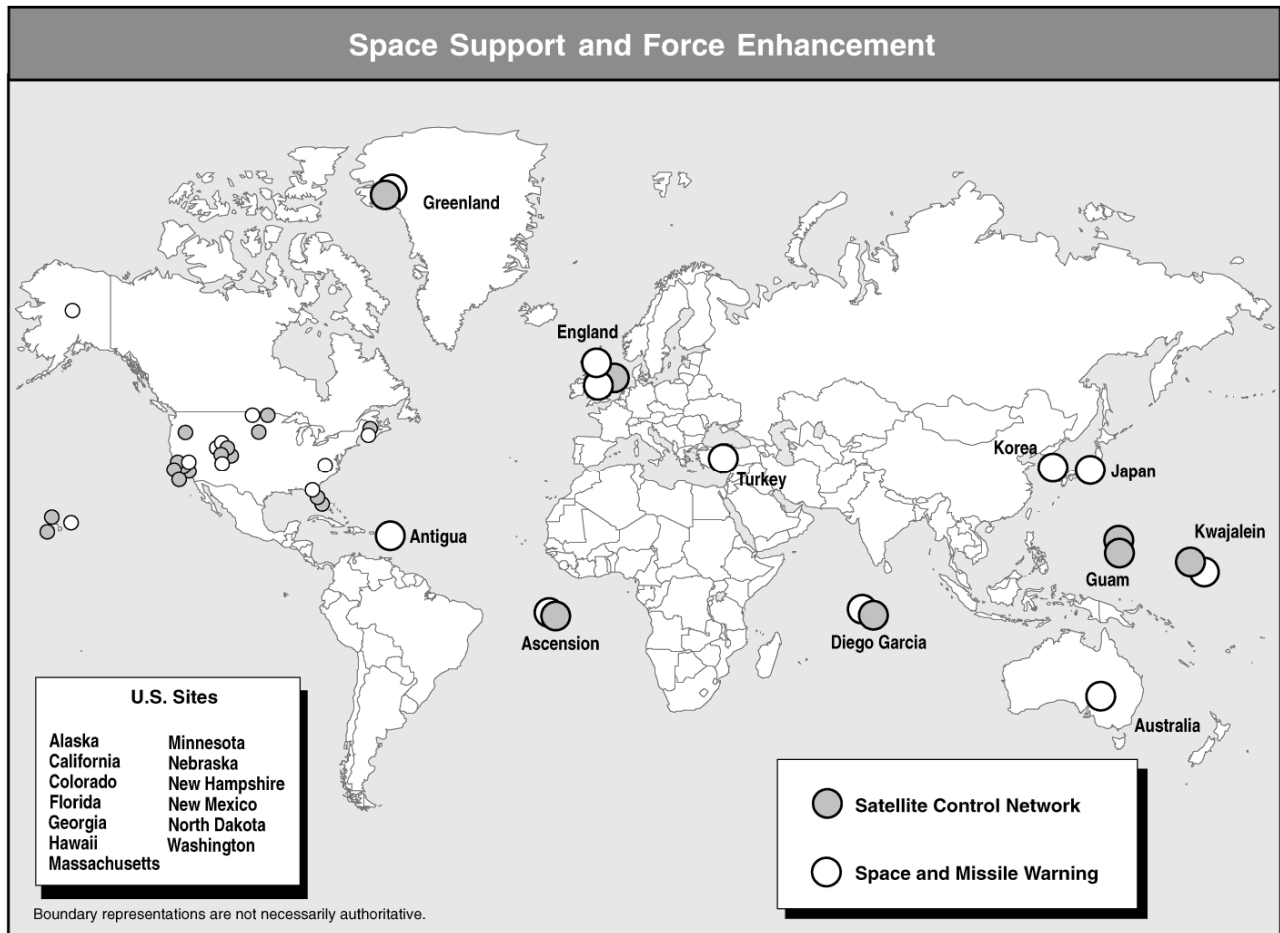 Space Support and Force Enhancement
Greenland
England
Korea
Japan
Turkey
Antigua
Kwajalein
Guam
Ascension
Diego Garcia
Australia
U.S. Sites
Alaska
California
Colorado
Florida
Georgia
Hawaii
Massachusetts
Minnesota
Nebraska
New Hampshire
New Mexico
North Dakota
Washington
Satellite Control Network
Space and Missile Warning
Boundary representations are not necessarily authoritative.